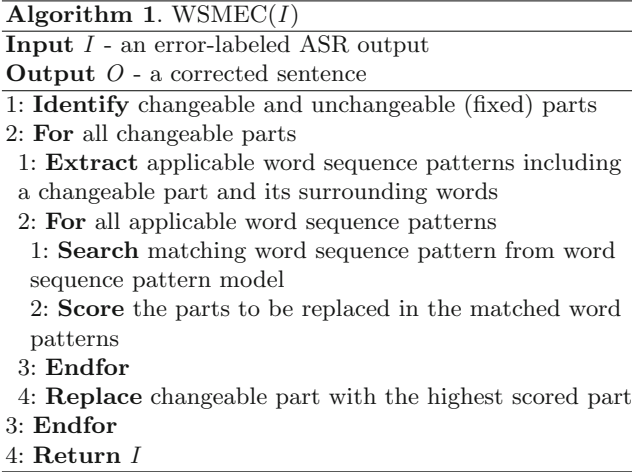 Algorithm 1. WSMEC(I)
Input I - an error-labeled ASR output
Output O - a corrected sentence
1: Identify changeable and unchangeable (fixed) parts
2: For all changeable parts
1: Extract applicable word sequence patterns including
a changeable part and its surrounding words
2: For all applicable word sequence patterns
1: Search matching word sequence pattern from word
sequence pattern model
2: Score the parts to be replaced in the matched word
patterns
3: Endfor
4: Replace changeable part with the highest scored part
3: Endfor
4: Return I